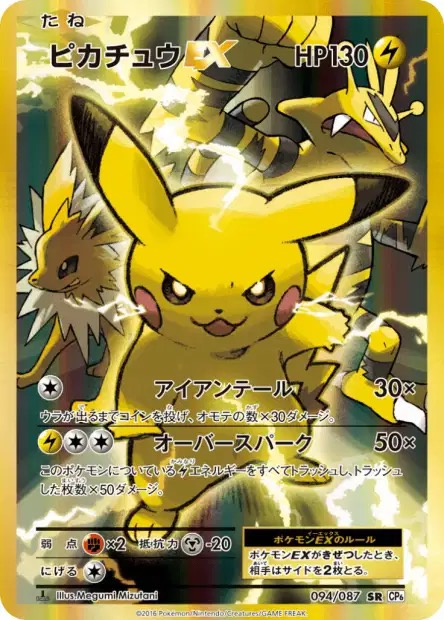 たね
ピカチュウEX HP130
アイアンテール 30×
ウラが出るまでコインを投げ、オモテの数×30ダメージ。
オーバースパーク 50×
このポケモンについているエネルギーをすべてトラッシュし、トラッシュ
した枚数×50ダメージ。
弱点 ×2 抵抗力 -20
にげる
ポケモンEXのルール
ポケモンEXがきぜつしたとき、
相手はサイドを2枚とる。
Illus.Megumi Mizutani
094/087 SR CP6
©2016 Pokémon/Nintendo/Creatures/GAME FREAK.